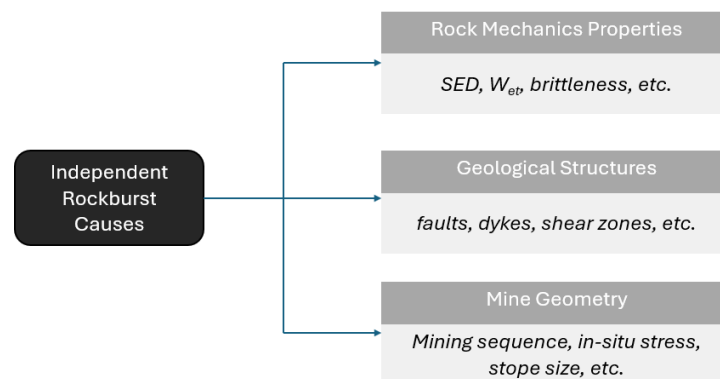 Rock Mechanics Properties
SED, Wet, brittleness, etc.
Independent
Rockburst
Causes
Geological Structures
faults, dykes, shear zones, etc.
Mine Geometry
Mining sequence, in-situ stress,
stope size, etc.